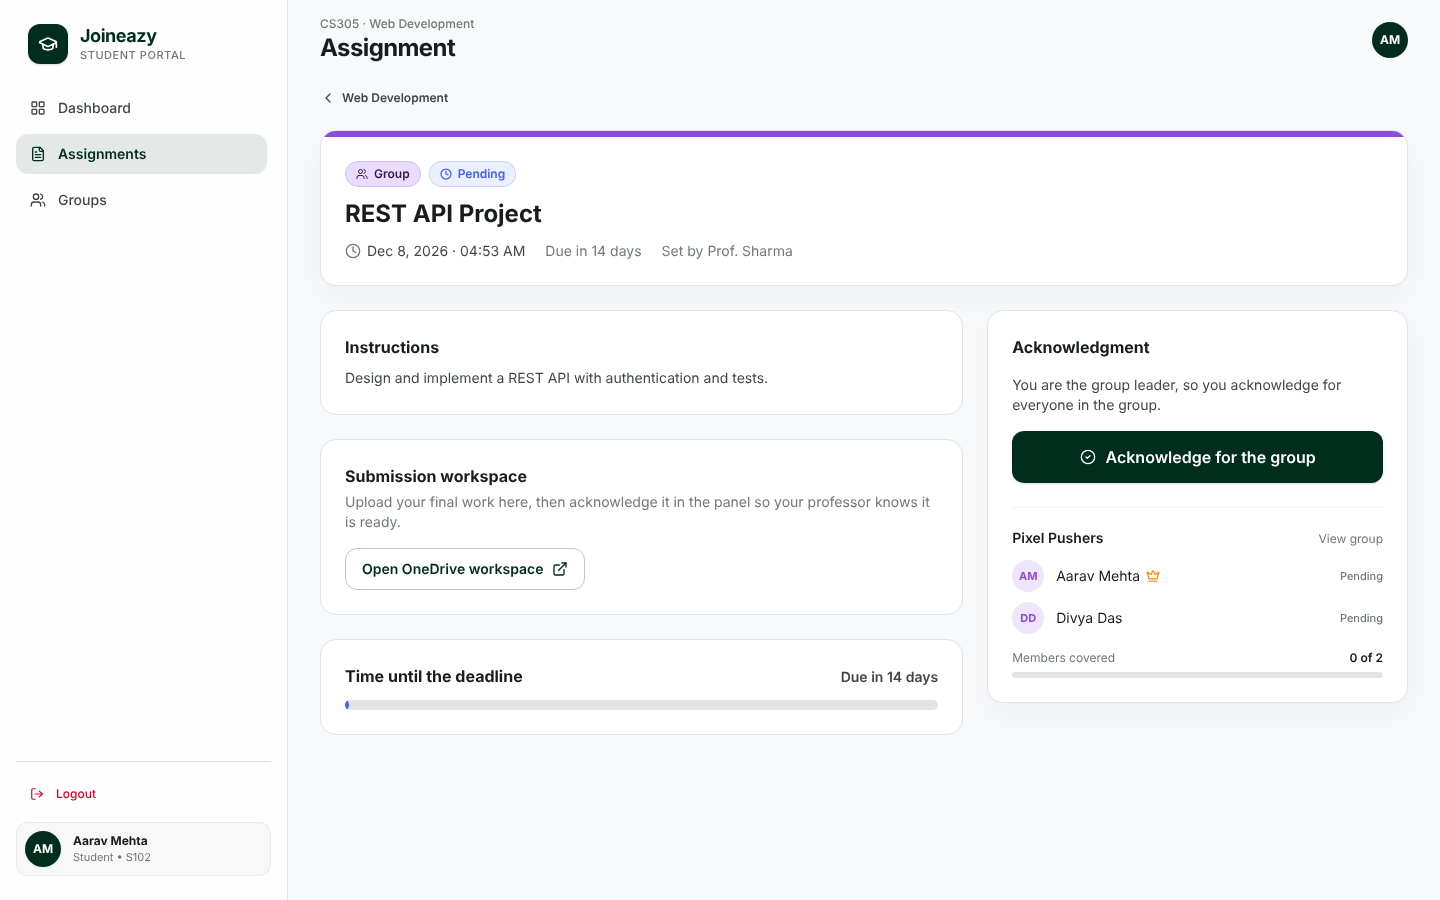 Joineazy
STUDENT PORTAL
Dashboard
Assignments
Groups
Logout
AM
Aarav Mehta
Student • S102
CS305 · Web Development
Assignment
AM
Web Development
Group
Pending
REST API Project
Dec 8, 2026 · 04:53 AM
Due in 14 days
Set by Prof. Sharma
Instructions
Design and implement a REST API with authentication and tests.
Submission workspace
Upload your final work here, then acknowledge it in the panel so your professor knows it
is ready.
Open OneDrive workspace
Time until the deadline
Due in 14 days
Acknowledgment
You are the group leader, so you acknowledge for
everyone in the group.
Acknowledge for the group
Pixel Pushers
View group
AM
Aarav Mehta
Pending
DD
Divya Das
Pending
Members covered
0 of 2